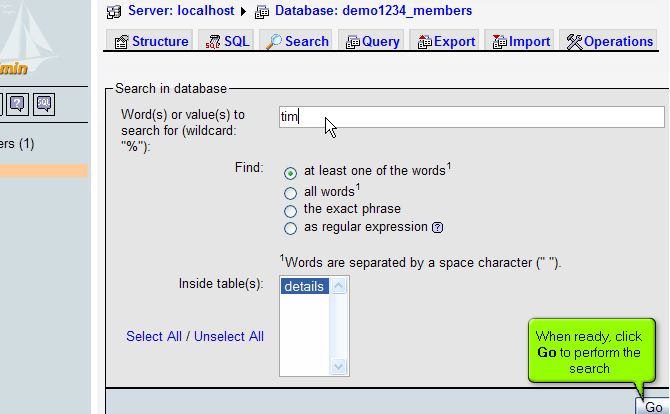 Server: localhost Database: demo1234_members
Structure SQL Search Query Export Import Operations
min
SQL
ers (1)
Search in database
Word(s) or value(s) to
search for (wildcard:
"%"):
tim
Find:
at least one of the words1
all words1
the exact phrase
as regular expression
1Words are separated by a space character (" ").
Inside table(s):
details
Select All / Unselect All
When ready, click
Go to perform the
search
Go